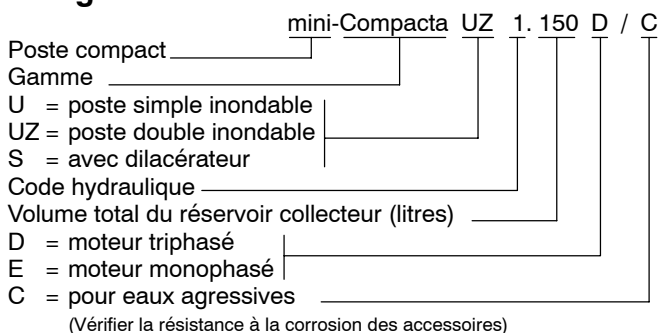 mini-Compacta UZ 1. 150 D / C
Poste compact
Gamme
U = poste simple inondable
UZ = poste double inondable
S = avec dilacérateur
Code hydraulique
Volume total du réservoir collecteur (litres)
D = moteur triphasé
E = moteur monophasé
C = pour eaux agressives
(Vérifier la résistance à la corrosion des accessoires)